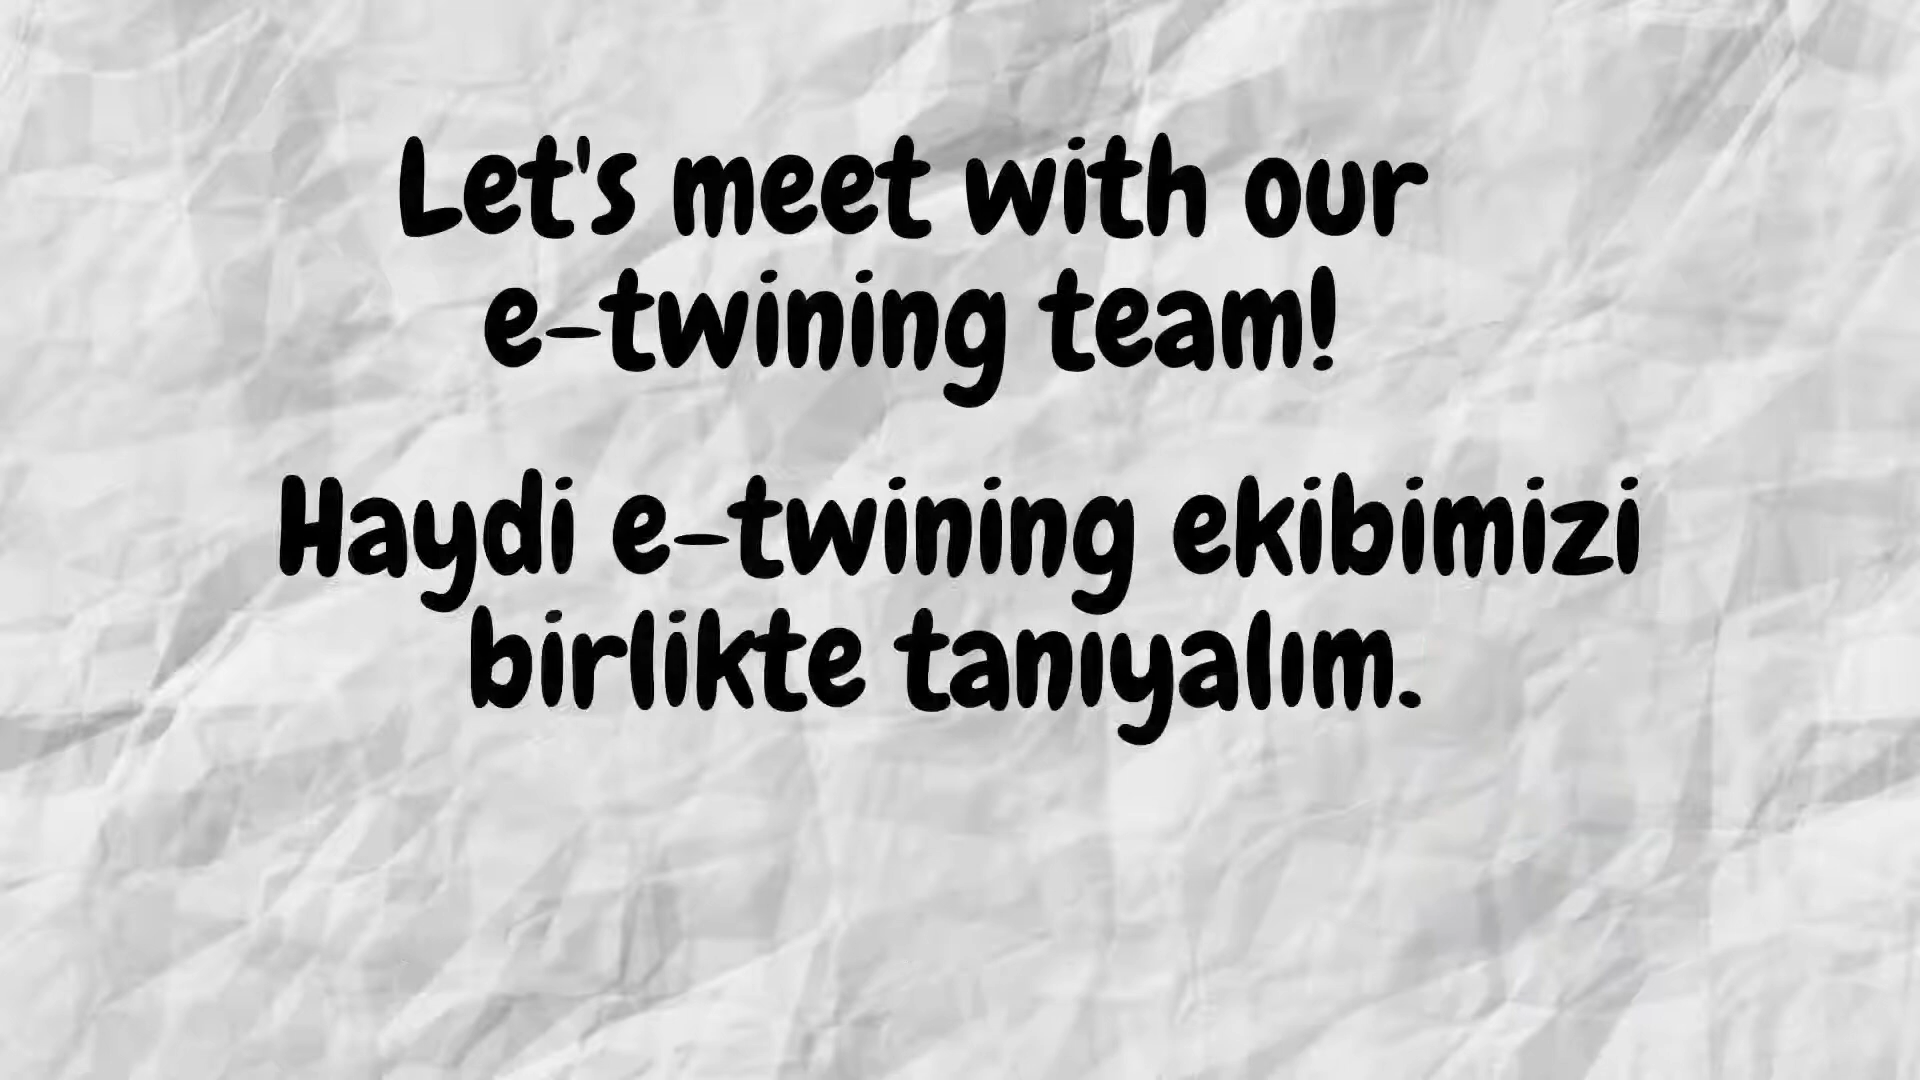 Let's meet with our
e-twining team!
Haydi e-twining ekibimizi
birlikte tanıyalım.